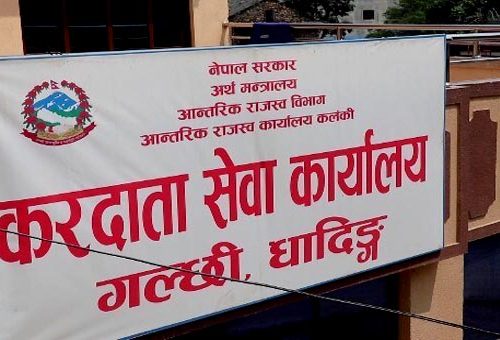 नेपाल सरकार
अर्थ मन्त्रालय
आन्तरिक राजस्व विभाग
आन्तरिक राजस्व कार्यालय कलंकी
करदाता सेवा कार्यालय
गल्छी, धादिङ्ग